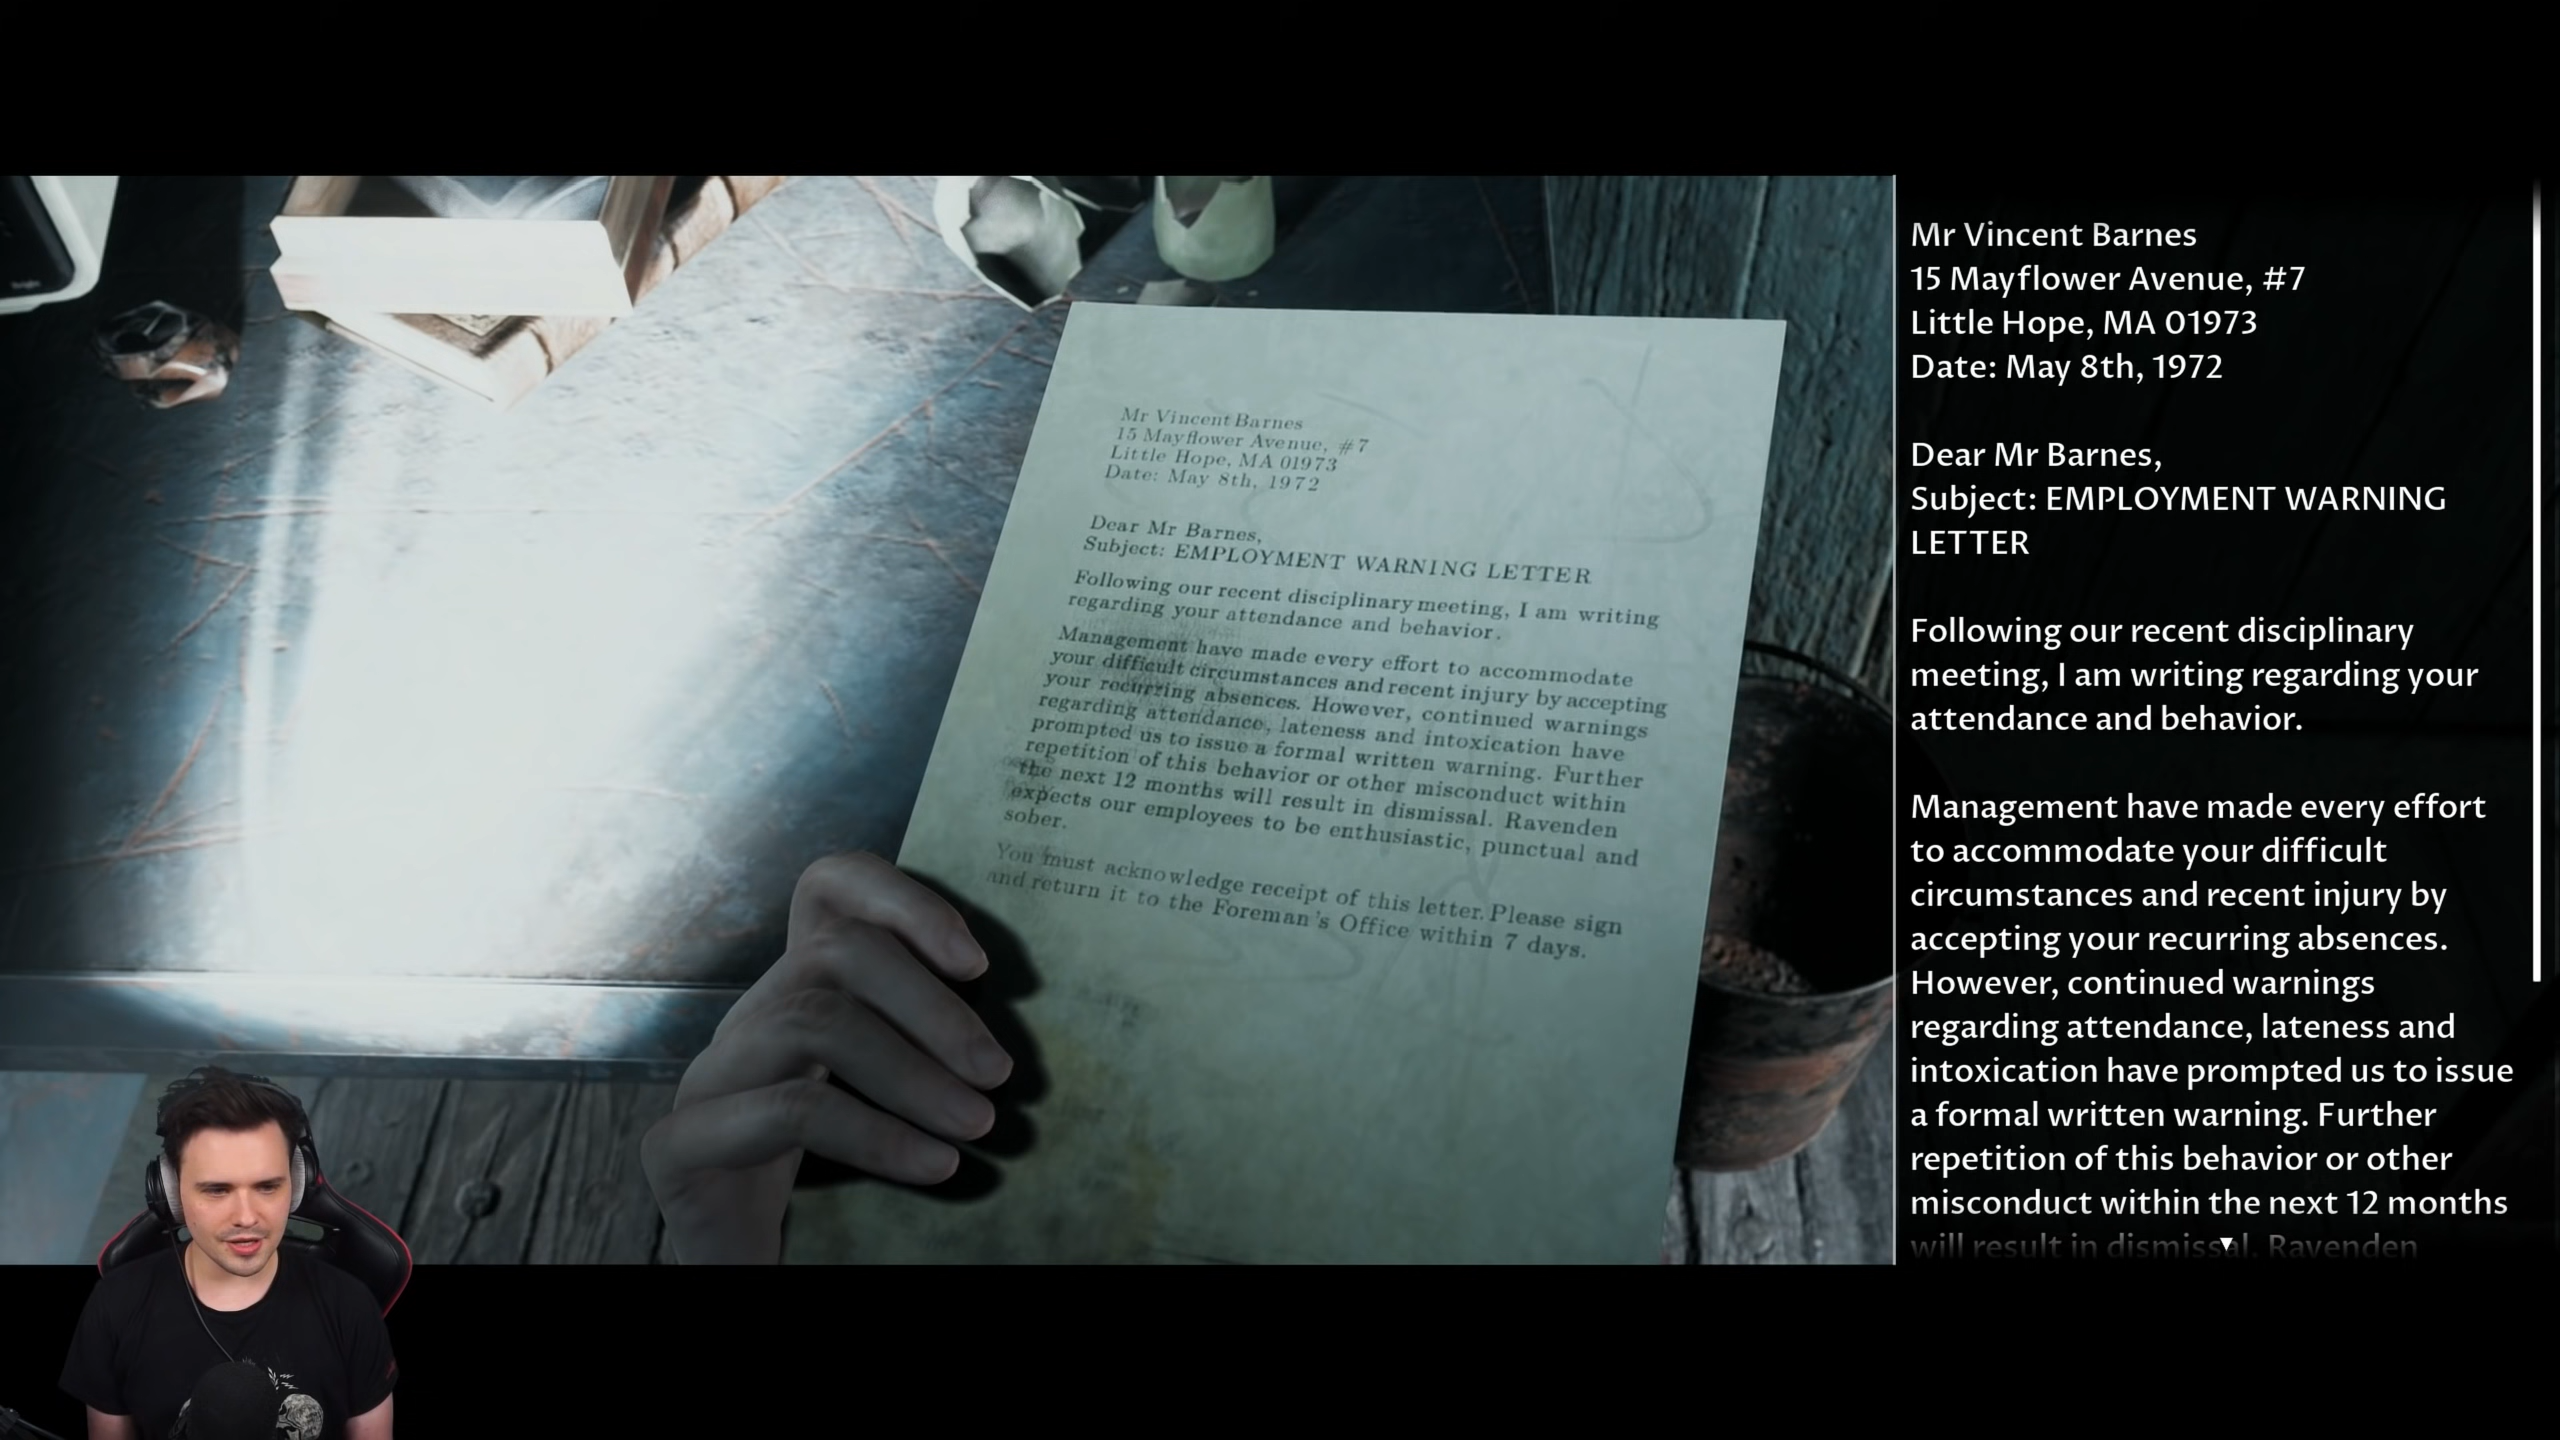 Mr Vincent Barnes
15 Mayflower Avenue, #7
Little Hope, MA 01973
Date: May 8th, 1972
Dear Mr Barnes,
Subject: EMPLOYMENT WARNING LETTER
Following our recent disciplinary meeting, I am writing
regarding your attendance and behavior.
Management have made every effort to accommodate
your difficult circumstances and recent injury by accepting
your recurring absences. However, continued warnings
regarding attendance, lateness and intoxication have
prompted us to issue a formal written warning. Further
repetition of this behavior or other misconduct within
the next 12 months will result in dismissal. Ravenden
expects our employees to be enthusiastic, punctual and
sober.
You must acknowledge receipt of this letter. Please sign
and return it to the Foreman's Office within 7 days.
Mr Vincent Barnes
15 Mayflower Avenue, #7
Little Hope, MA 01973
Date: May 8th, 1972
Dear Mr Barnes,
Subject: EMPLOYMENT WARNING
LETTER
Following our recent disciplinary
meeting, I am writing regarding your
attendance and behavior.
Management have made every effort
to accommodate your difficult
circumstances and recent injury by
accepting your recurring absences.
However, continued warnings
regarding attendance, lateness and
intoxication have prompted us to issue
a formal written warning. Further
repetition of this behavior or other
misconduct within the next 12 months
will result in dismissal. Ravenden